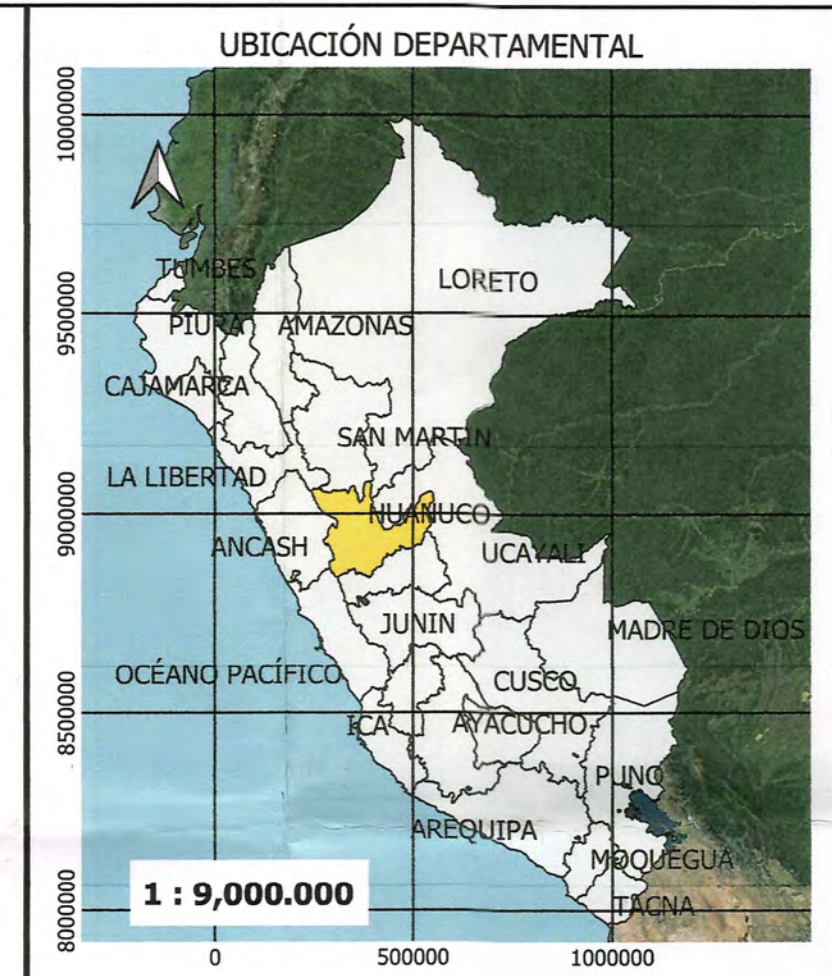 UBICACIÓN DEPARTAMENTAL
10000000
TUMBES
LORETO
9500000
PIURA
AMAZONAS
CAJAMARCA
SAN MARTIN
LA LIBERTAD
9000000
HUANUCO
ANCASH
UCAYALI
JUNIN
MADRE DE DIOS
OCÉANO PACÍFICO
CUSCO
8500000
ICA
AYACUCHO
PUNO
AREQUIPA
MOQUEGUA
1 : 9,000.000
TACNA
8000000
0
500000
1000000